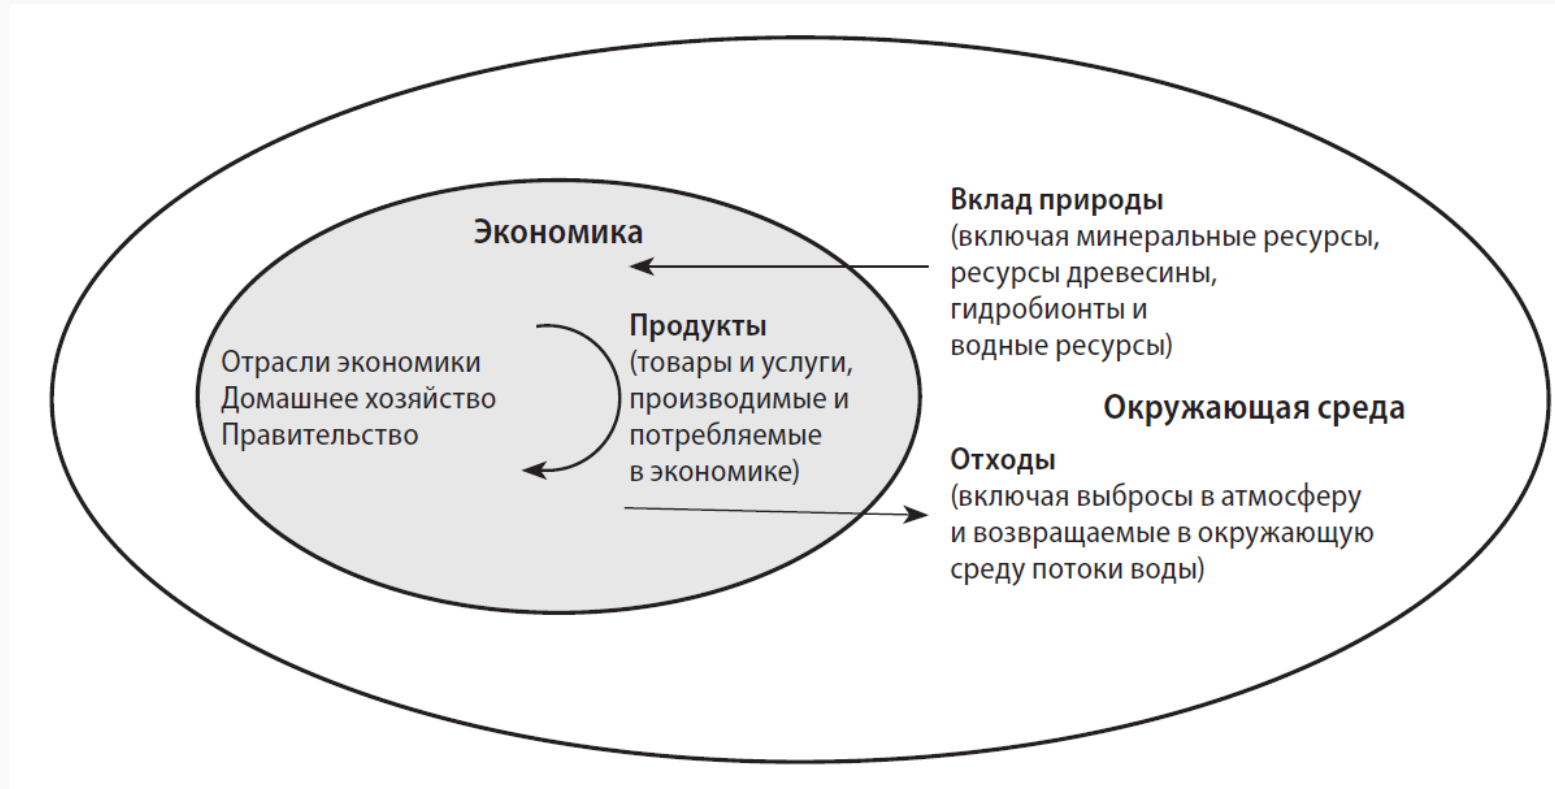 Экономика
Отрасли экономики
Домашнее хозяйство
Правительство
Продукты
(товары и услуги,
производимые и
потребляемые
в экономике)
Вклад природы
(включая минеральные ресурсы,
ресурсы древесины,
гидробионты и
водные ресурсы)
Окружающая среда
Отходы
(включая выбросы в атмосферу
и возвращаемые в окружающую
среду потоки воды)